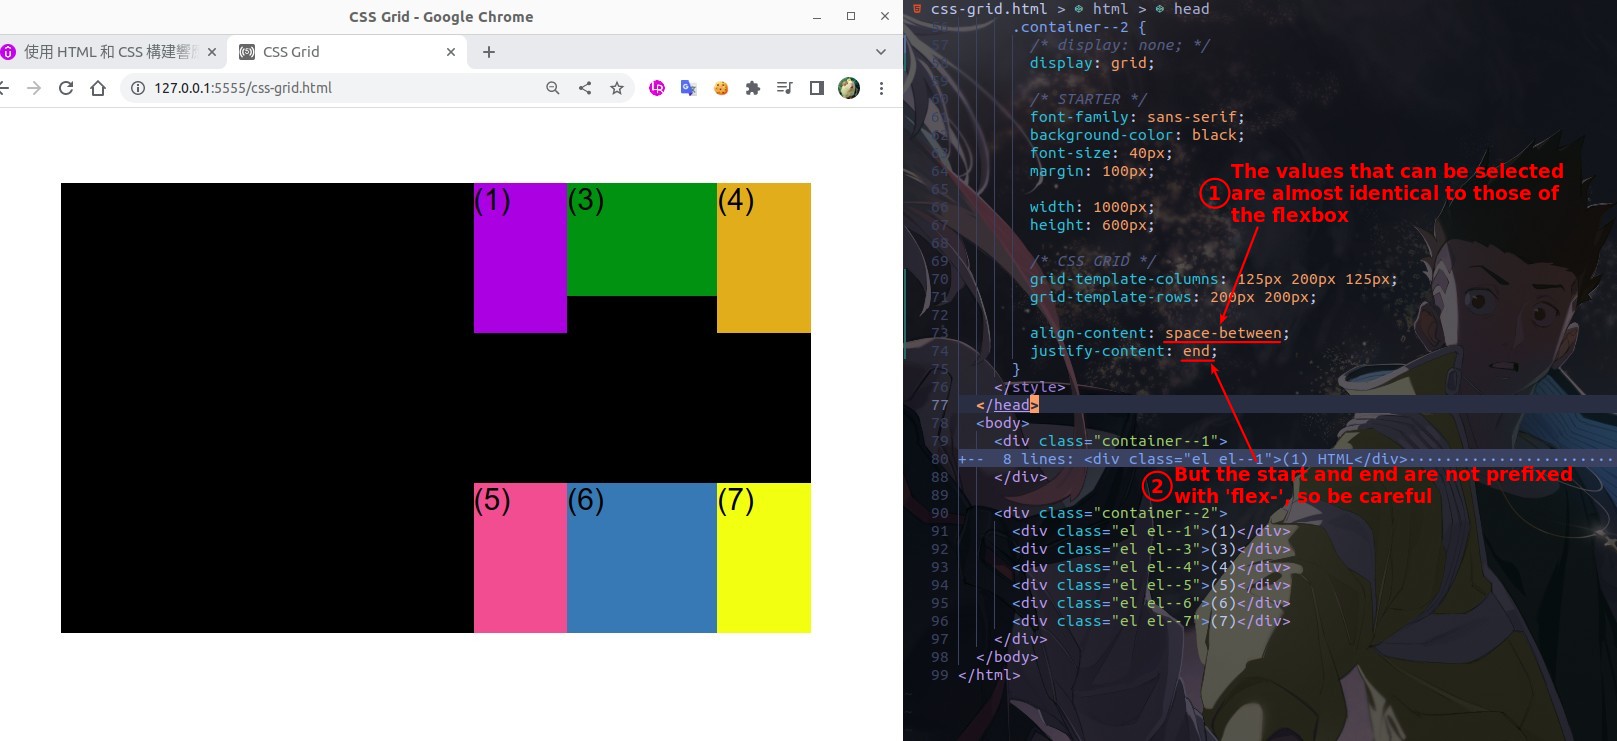 CSS Grid - Google Chrome
使用 HTML 和 CSS 構建響
CSS Grid
127.0.0.1:5555/css-grid.html
(1)
(3)
(4)
(5)
(6)
(7)
css-grid.html > html > head
.container--2 {
57 /* display: none; */
display: grid;
/* STARTER */
font-family: sans-serif;
background-color: black;
font-size: 40px;
64 margin: 100px;
65
66 width: 1000px;
67 height: 600px;
68
69 /* CSS GRID */
70 grid-template-columns: 125px 200px 125px;
71 grid-template-rows: 200px 200px;
72
73 align-content: space-between;
74 justify-content: end;
75 }
76 </style>
77 </head>
78 <body>
79 <div class="container--1">
80 +-- 8 lines: <div class="el el--1">(1) HTML</div>
88 </div>
89
90 <div class="container--2">
91 <div class="el el--1">(1)</div>
92 <div class="el el--3">(3)</div>
93 <div class="el el--4">(4)</div>
94 <div class="el el--5">(5)</div>
95 <div class="el el--6">(6)</div>
96 <div class="el el--7">(7)</div>
97 </div>
98 </body>
99 </html>
1 The values that can be selected
are almost identical to those of
the flexbox
2 But the start and end are not prefixed
with 'flex-', so be careful